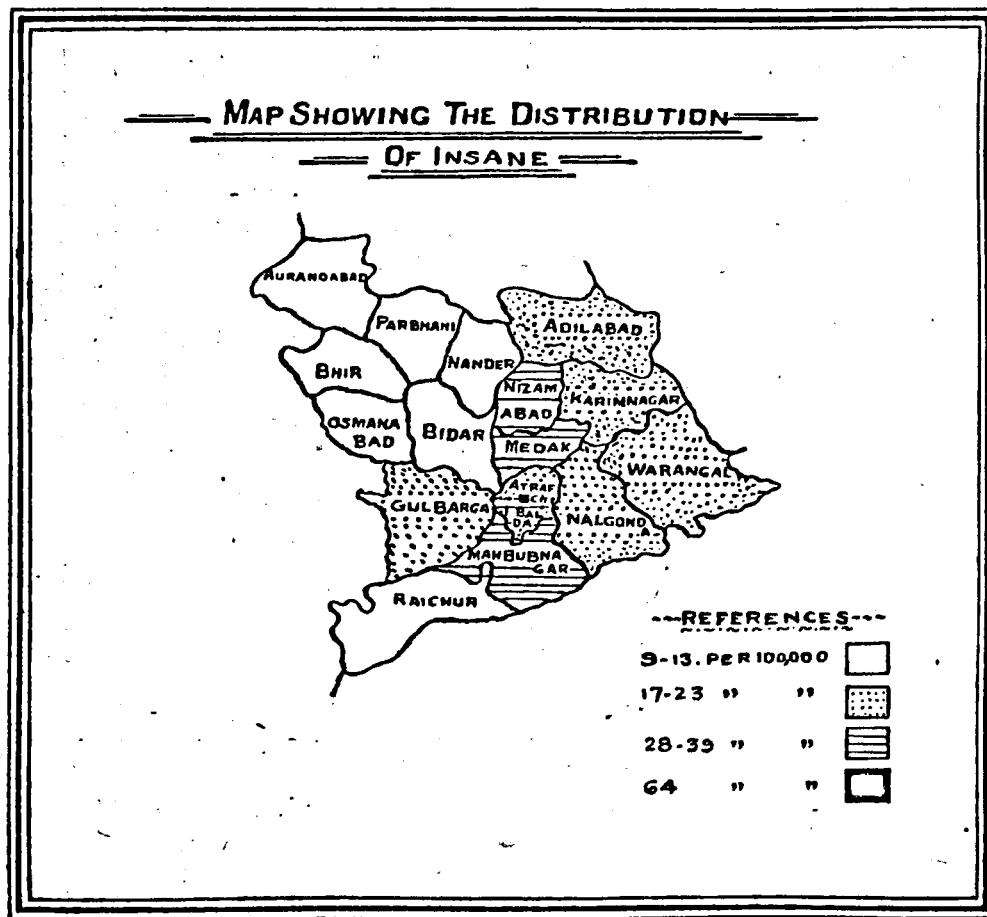 MAP SHOWING THE DISTRIBUTION
OF INSANE
AURANGABAD
PARBHANI
ADILABAD
NANDER
BHIR
NIZAM
ABAD
KARIMNAGAR
OSMANA
BAD
BIDAR
MEDAK
WARANGAL
ATRAF
BAL
DA
GULBARGA
NALGONDA
MAHBUBNA
GAR
RAICHUR
REFERENCES
9-13. PER 100,000
17-23 " "
28-39 " "
64 " "